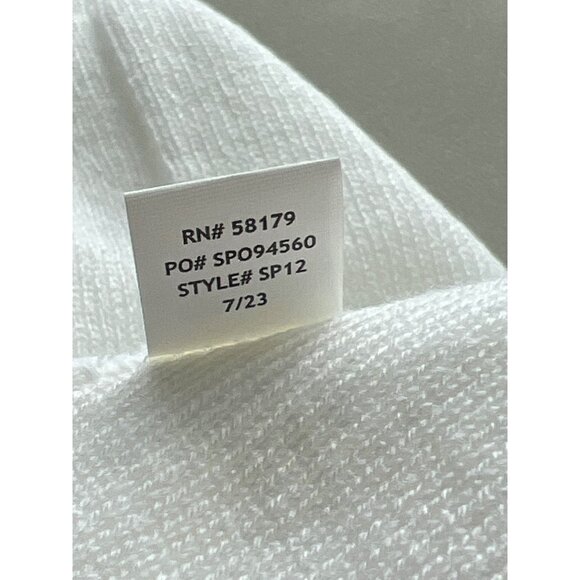 RN# 58179
PO# SPO94560
STYLE# SP12
7/23